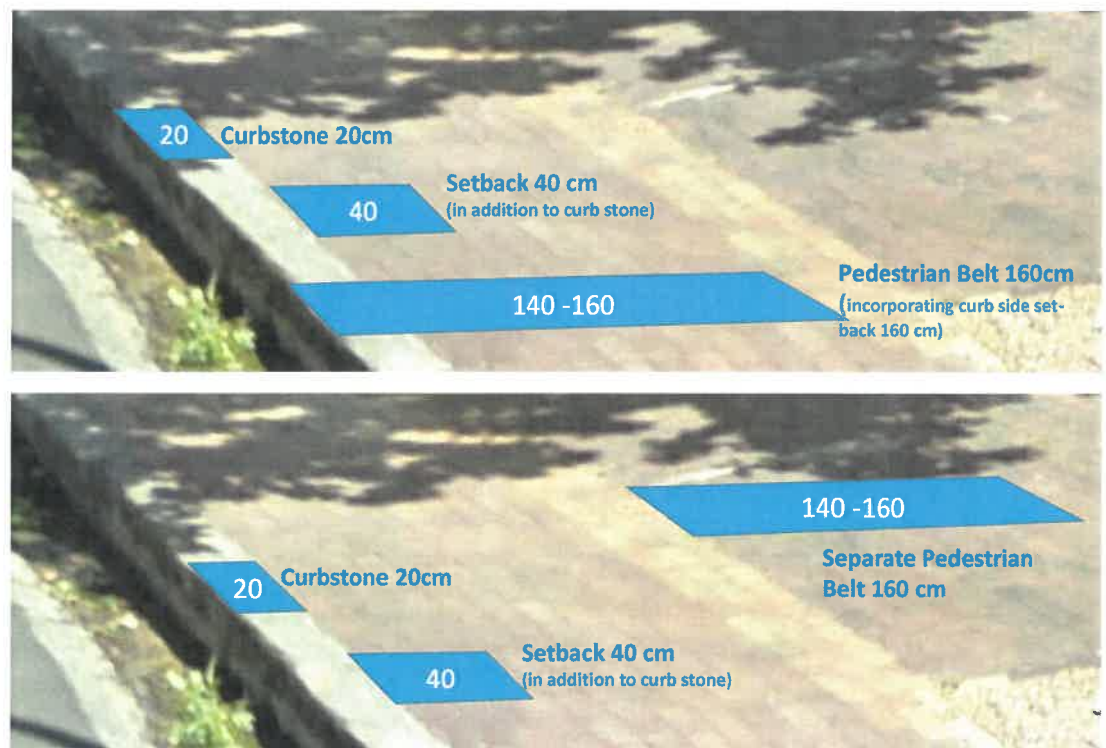 20 Curbstone 20cm
Setback 40 cm
40 (in addition to curb stone)
Pedestrian Belt 160cm
140 -160 (incorporating curb side set-
back 160 cm)
140 -160
Separate Pedestrian
Belt 160 cm
20 Curbstone 20cm
Setback 40 cm
40 (in addition to curb stone)